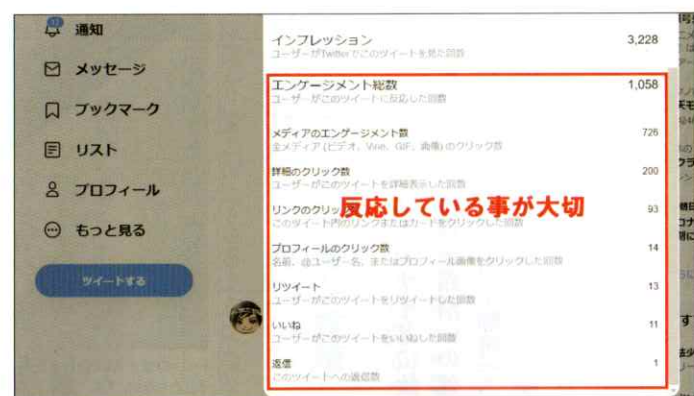 通知
メッセージ
ブックマーク
リスト
プロフィール
もっと見る
ツイートする
インプレッション 3,228
ユーザーがTwitterでこのツイートを見た回数
エンゲージメント総数 1,058
ユーザーがこのツイートに反応した回数
メディアのエンゲージメント数 726
全メディア (ビデオ、Vine、GIF、画像) のクリック数
詳細のクリック数 200
ユーザーがこのツイートを詳細表示した回数
反応している事が大切
リンクのクリック 93
このツイート内のリンクまたはカードをクリックした回数
プロフィールのクリック数 14
名前、@ユーザー名、またはプロフィール画像をクリックした回数
リツイート 13
ユーザーがこのツイートをリツイートした回数
いいね 11
ユーザーがこのツイートをいいねした回数
返信 1
このツイートへの返信数